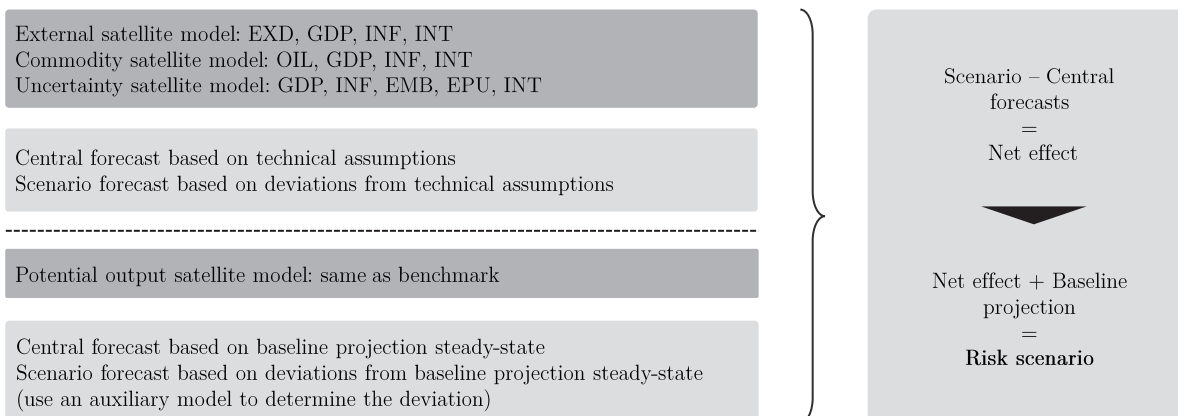 External satellite model: EXD, GDP, INF, INT
Commodity satellite model: OIL, GDP, INF, INT
Uncertainty satellite model: GDP, INF, EMB, EPU, INT
Central forecast based on technical assumptions
Scenario forecast based on deviations from technical assumptions
Potential output satellite model: same as benchmark
Central forecast based on baseline projection steady-state
Scenario forecast based on deviations from baseline projection steady-state
(use an auxiliary model to determine the deviation)
Scenario – Central
forecasts
=
Net effect
Net effect + Baseline
projection
=
Risk scenario